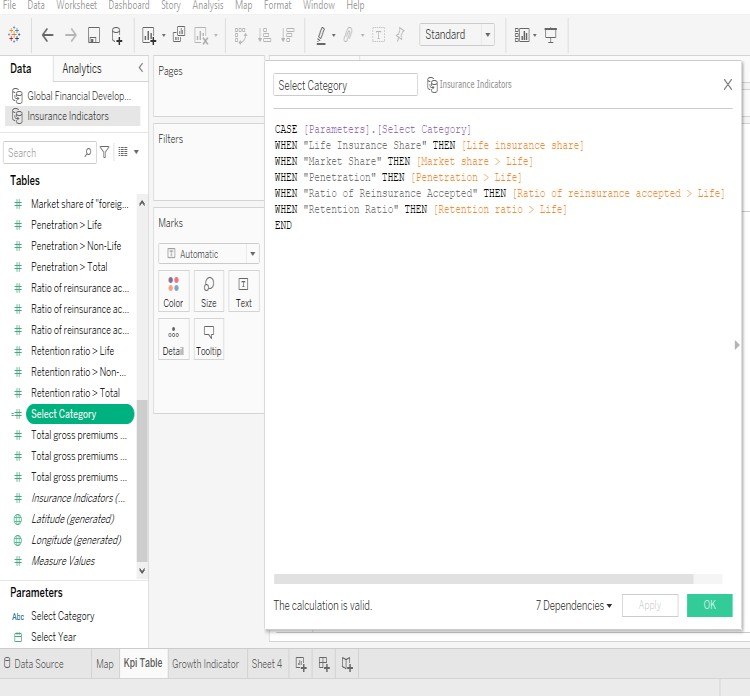 File Data Worksheet Dashboard Story Analysis Map Format Window Help
Standard
Data Analytics
Global Financial Develop...
Insurance Indicators
Search
Tables
Market share of "foreig...
Penetration > Life
Penetration > Non-Life
Penetration > Total
Ratio of reinsurance ac...
Ratio of reinsurance ac...
Ratio of reinsurance ac...
Retention ratio > Life
Retention ratio > Non-...
Retention ratio > Total
Select Category
Total gross premiums ...
Total gross premiums ...
Total gross premiums ...
Insurance Indicators (...
Latitude (generated)
Longitude (generated)
Measure Values
Parameters
Abc Select Category
Select Year
Pages
Filters
Marks
Automatic
Color Size Text
Detail Tooltip
Select Category Insurance Indicators X
CASE [Parameters].[Select Category]
WHEN "Life Insurance Share" THEN [Life insurance share]
WHEN "Market Share" THEN [Market share > Life]
WHEN "Penetration" THEN [Penetration > Life]
WHEN "Ratio of Reinsurance Accepted" THEN [Ratio of reinsurance accepted > Life]
WHEN "Retention Ratio" THEN [Retention ratio > Life]
END
The calculation is valid. 7 Dependencies Apply OK
Data Source Map Kpi Table Growth Indicator Sheet 4